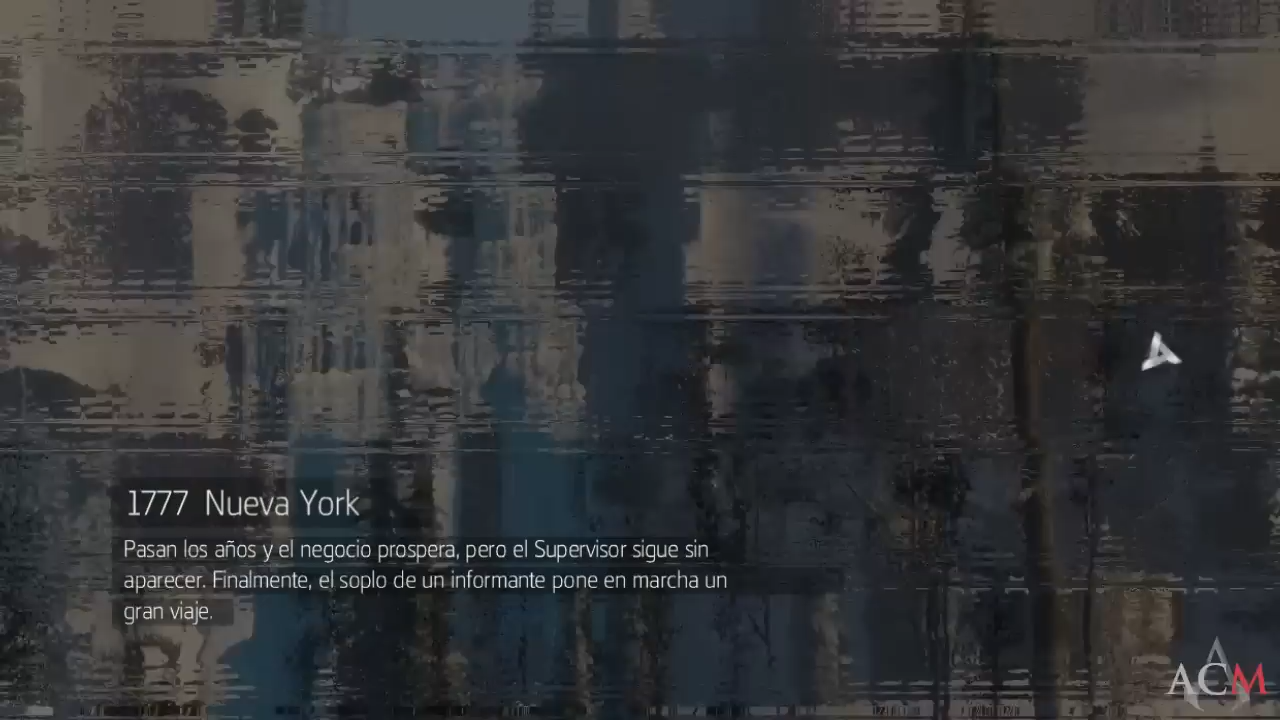 1777 Nueva York
Pasan los años y el negocio prospera, pero el Supervisor sigue sin
aparecer. Finalmente, el soplo de un informante pone en marcha un
gran viaje.
ACM